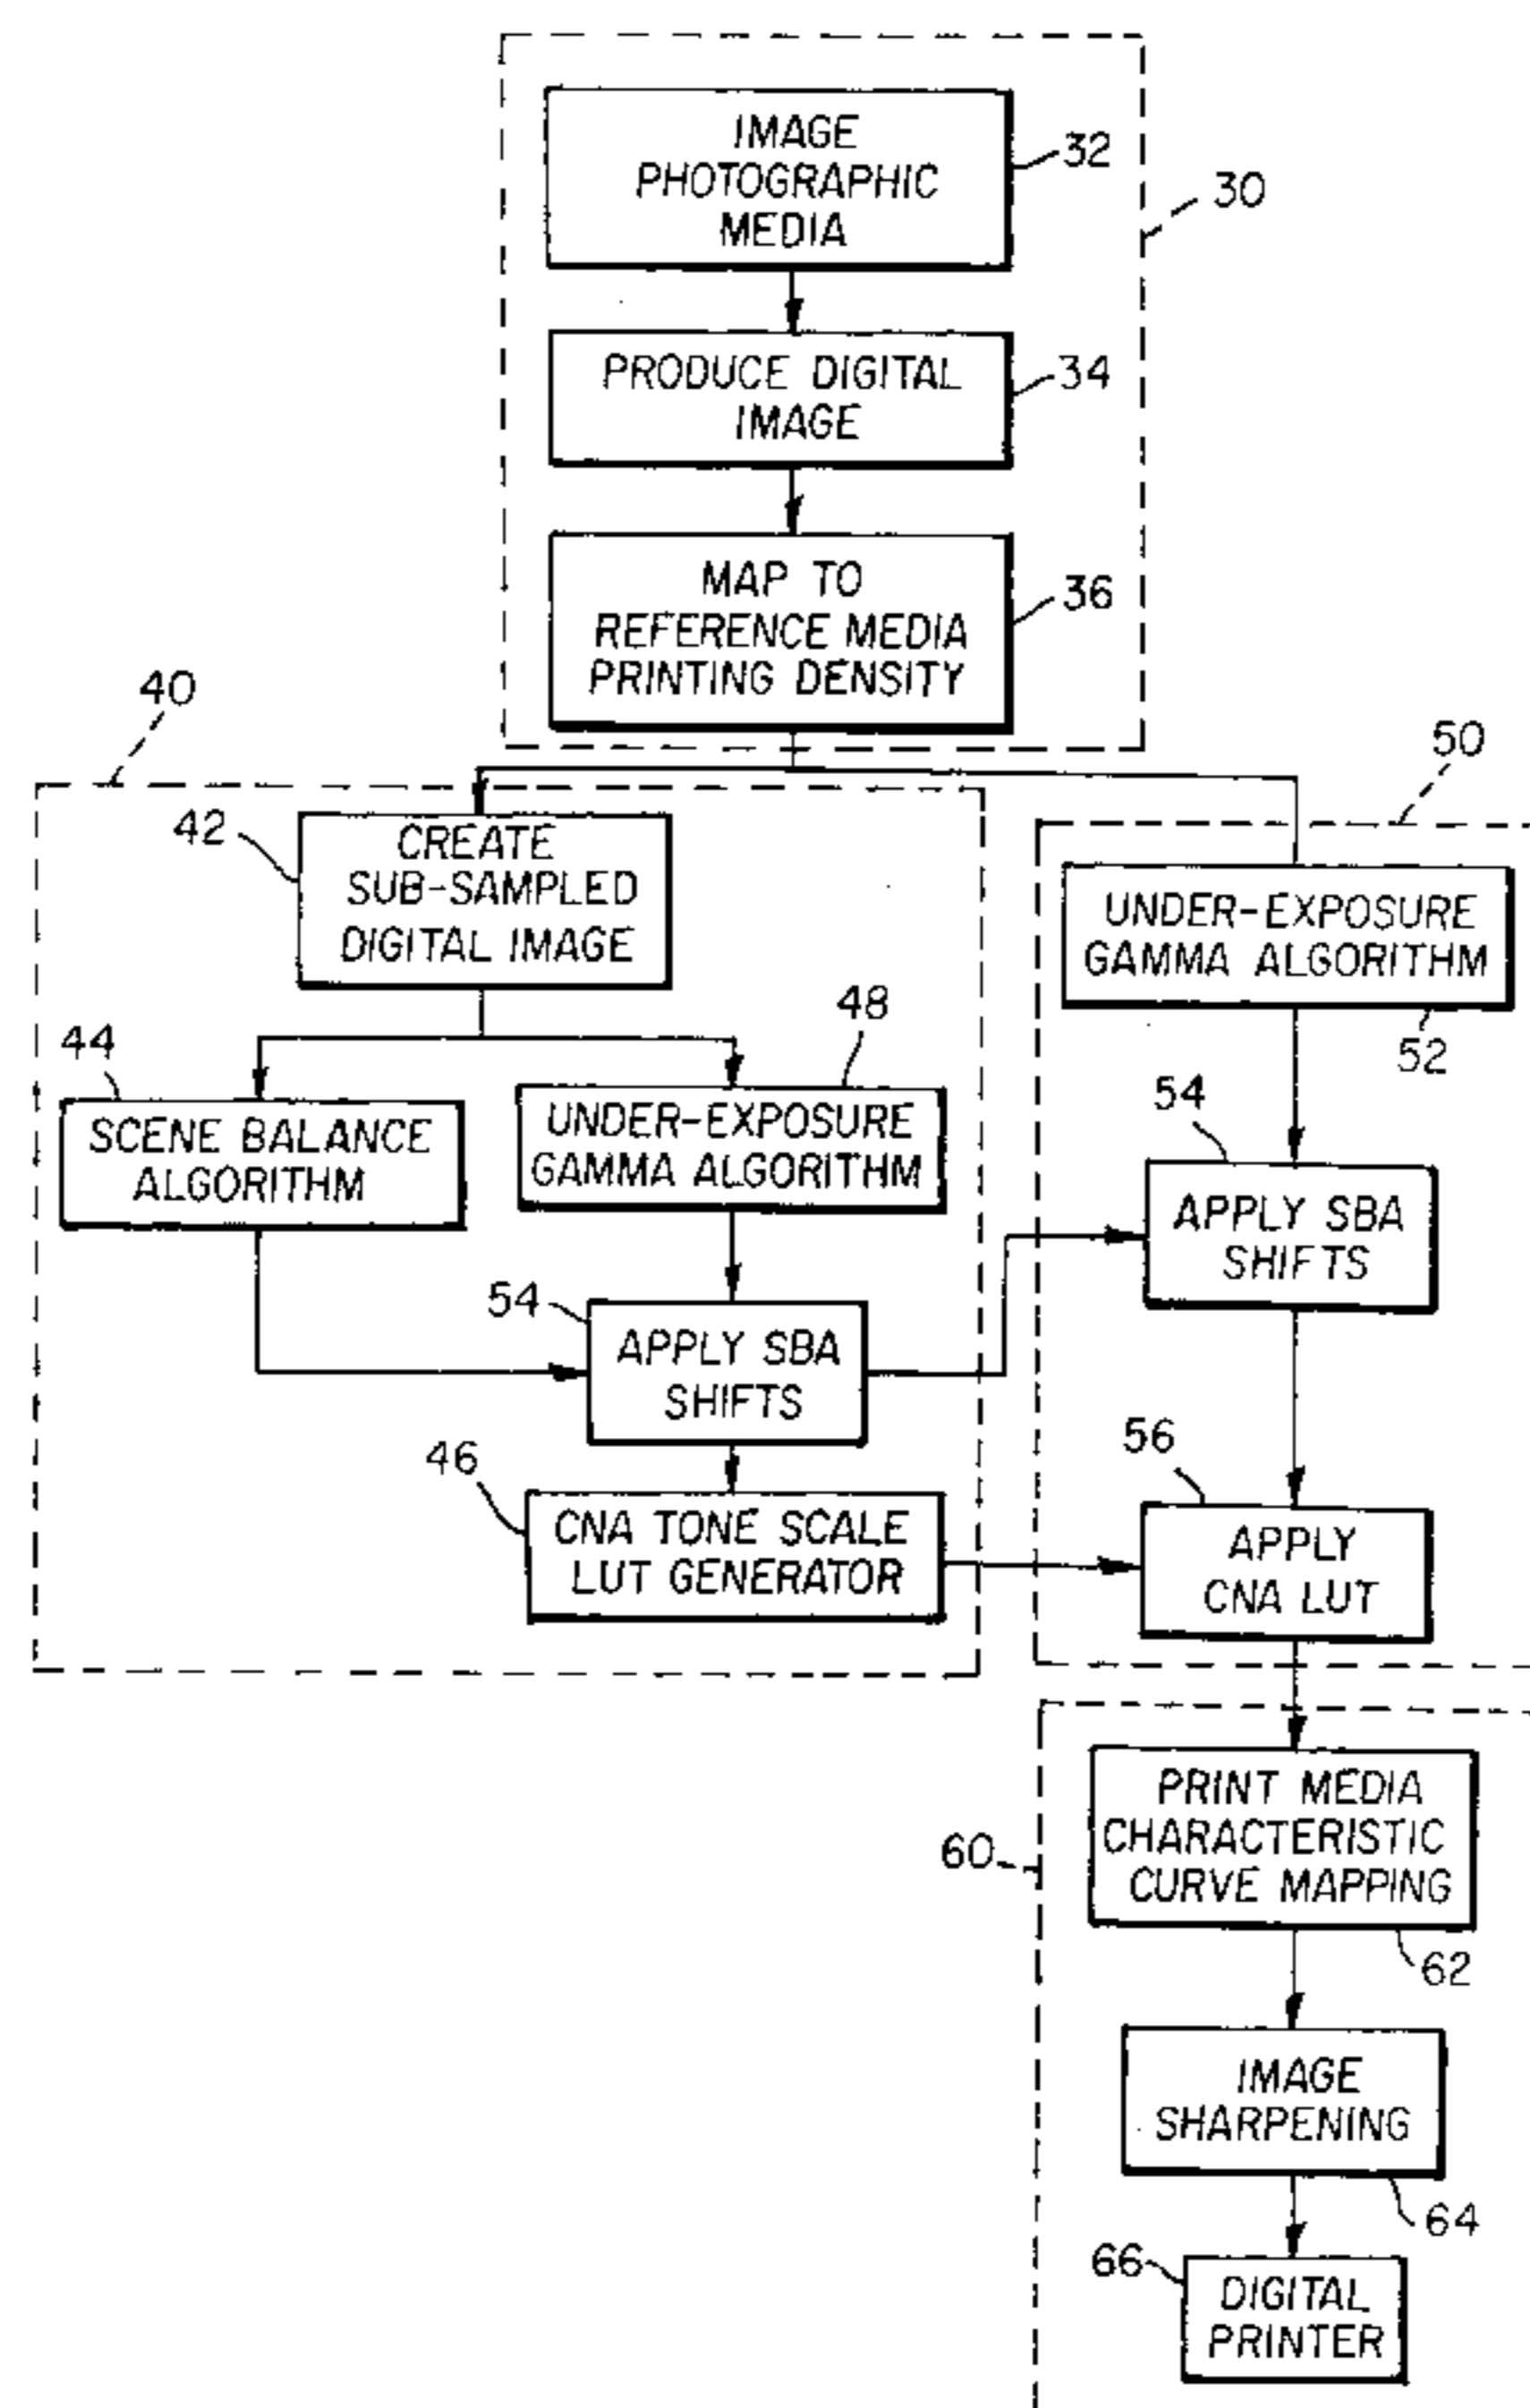 IMAGE
PHOTOGRAPHIC
MEDIA
32
30
PRODUCE DIGITAL
IMAGE
34
MAP TO
REFERENCE MEDIA
PRINTING DENSITY
36
40
50
42
CREATE
SUB-SAMPLED
DIGITAL IMAGE
UNDER-EXPOSURE
GAMMA ALGORITHM
52
44
SCENE BALANCE
ALGORITHM
48
UNDER-EXPOSURE
GAMMA ALGORITHM
54
APPLY SBA
SHIFTS
54
APPLY SBA
SHIFTS
46
CNA TONE SCALE
LUT GENERATOR
56
APPLY
CNA LUT
60
PRINT MEDIA
CHARACTERISTIC
CURVE MAPPING
62
IMAGE
SHARPENING
64
66
DIGITAL
PRINTER